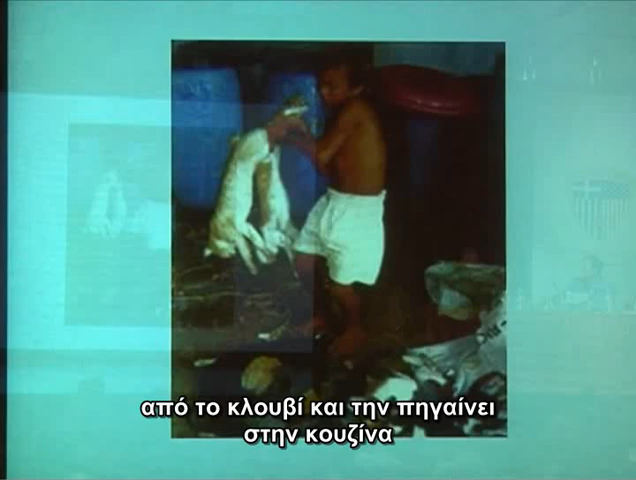 από το κλουβί και την πηγαίνει
στην κουζίνα